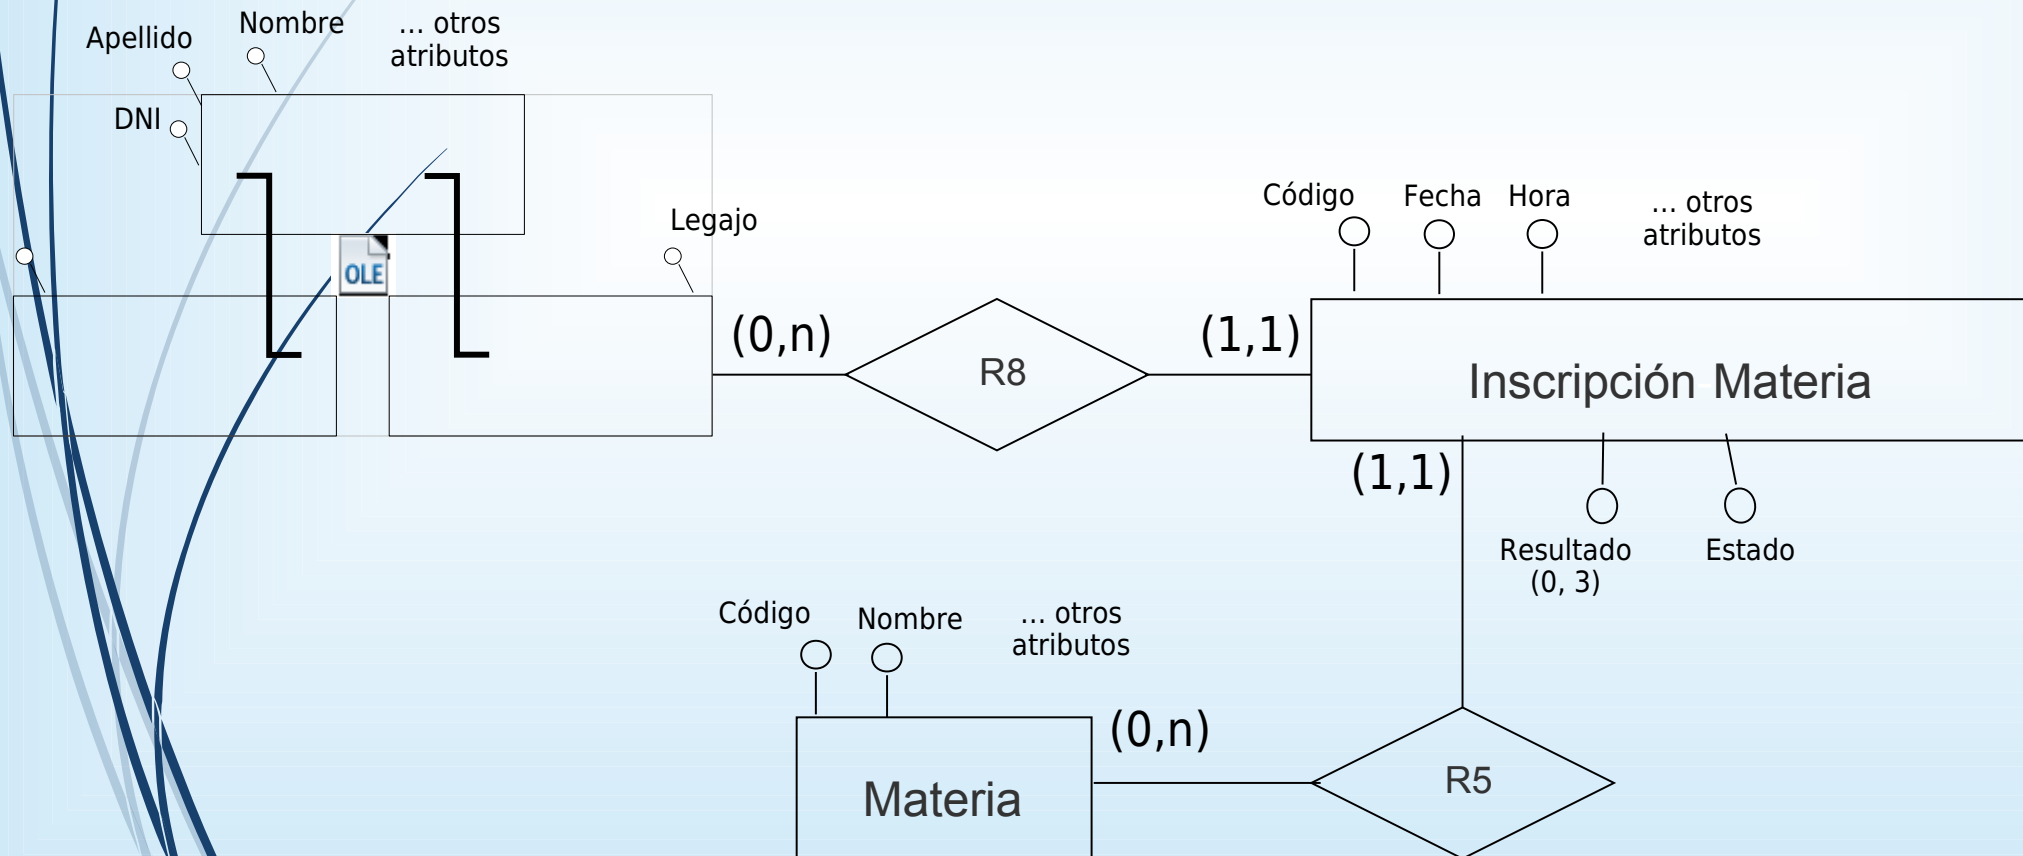 Apellido
Nombre
... otros
atributos
DNI
OLE
Legajo
(0,n)
R8
(1,1)
Código
Fecha
Hora
... otros
atributos
Inscripción-Materia
(1,1)
Resultado
(0, 3)
Estado
Código
Nombre
... otros
atributos
(0,n)
Materia
R5